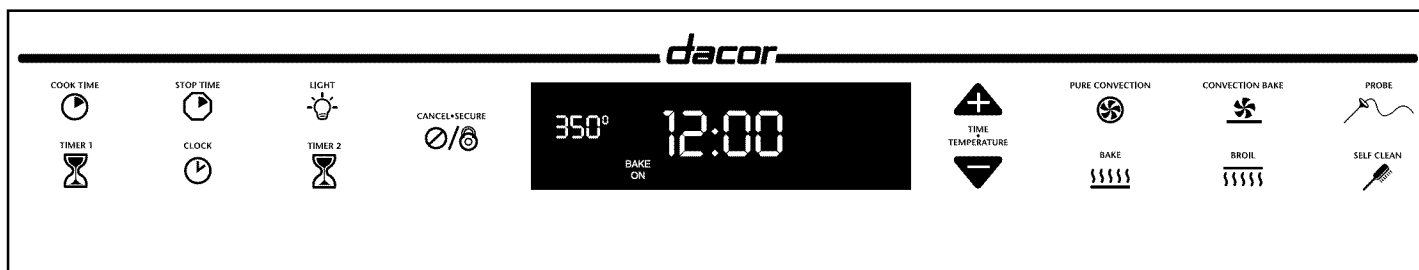 dacor
COOK TIME
STOP TIME
LIGHT
TIMER 1
CLOCK
TIMER 2
CANCEL•SECURE
350°
12:00
BAKE
ON
TIME
•
TEMPERATURE
PURE CONVECTION
CONVECTION BAKE
PROBE
BAKE
BROIL
SELF CLEAN